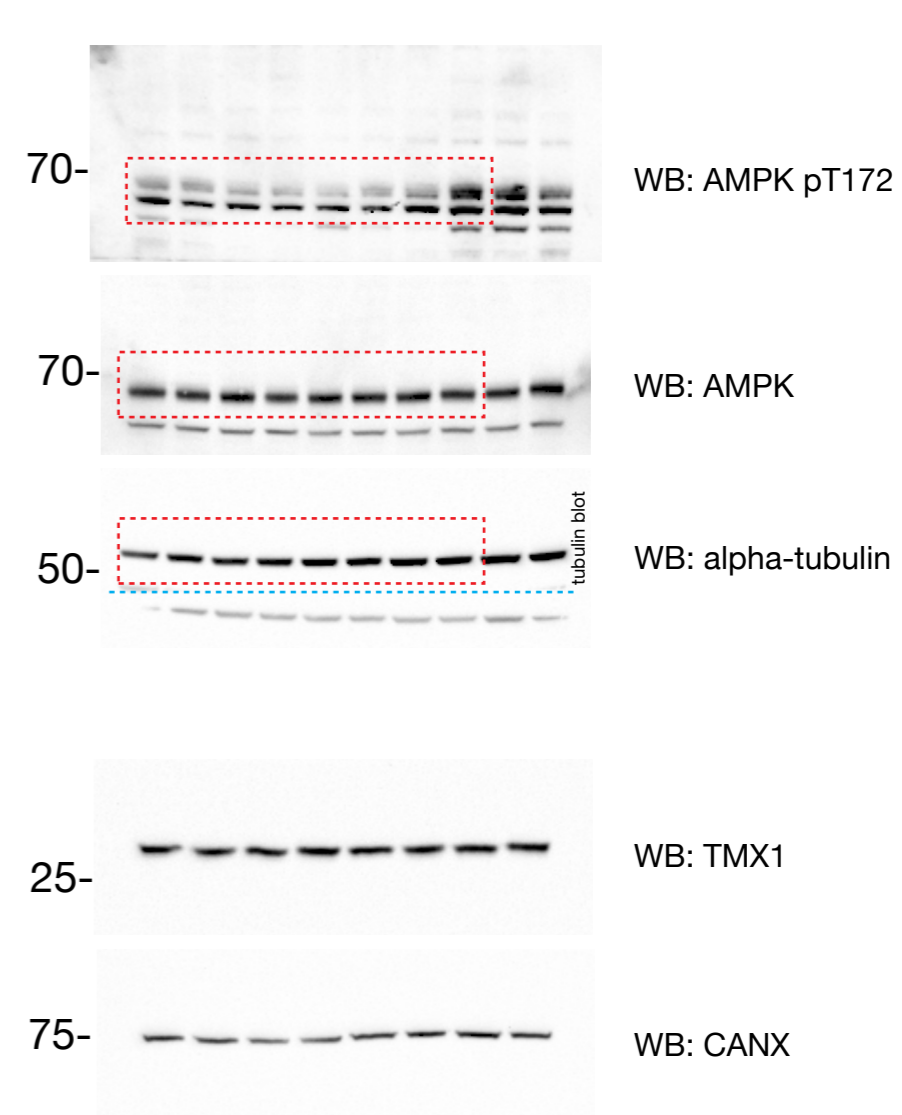 70-
WB: AMPK pT172
70-
WB: AMPK
tubulin blot
50-
WB: alpha-tubulin
25-
WB: TMX1
75-
WB: CANX